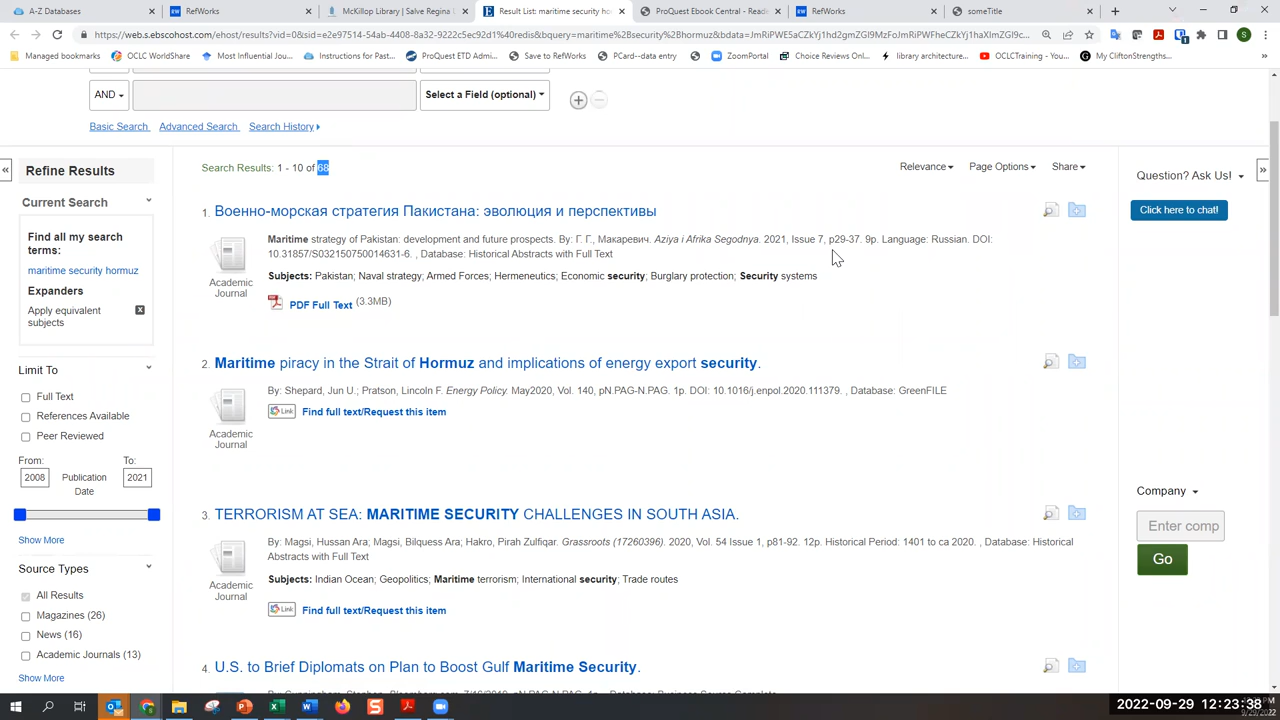 A-Z Databases
RefWorks
McKillop Library | Salve Regina U
Result List: maritime security ho
ProQuest Ebook Central - Readi
RefWorks
someTitle
https://web.s.ebscohost.com/ehost/results?vid=0&sid=e2e97514-54ab-4408-8a32-9222c5ec92d1%40redis&bquery=maritime%2Bsecurity%2Bhormuz&bdata=
S
Managed bookmarks
OCLC WorldShare
Most Influential Jou...
Instructions for Past...
ProQuest ETD Admi...
Save to RefWorks
PCard--data entry
ZoomPortal
Choice Reviews Onl...
library architecture...
OCLCTraining - You...
My CliftonStrengths...
AND
Select a Field (optional)
Basic Search
Advanced Search
Search History
Refine Results
Current Search
Find all my search
terms:
maritime security hormuz
Expanders
Apply equivalent
subjects
Limit To
Full Text
References Available
Peer Reviewed
From:
To:
2008
Publication
Date
2021
Show More
Source Types
All Results
Magazines (26)
News (16)
Academic Journals (13)
Show More
Search Results: 1 - 10 of 68
Relevance
Page Options
Share
1. Военно-морская стратегия Пакистана: эволюция и перспективы
Maritime strategy of Pakistan: development and future prospects. By: Г. Г., Макаревич. Aziya i Afrika Segodnya. 2021, Issue 7, p29-37. 9p. Language: Russian. DOI:
10.31857/S032150750014631-6. , Database: Historical Abstracts with Full Text
Academic
Journal
Subjects: Pakistan; Naval strategy; Armed Forces; Hermeneutics; Economic security; Burglary protection; Security systems
PDF Full Text (3.3MB)
2. Maritime piracy in the Strait of Hormuz and implications of energy export security.
By: Shepard, Jun U.; Pratson, Lincoln F. Energy Policy. May2020, Vol. 140, pN.PAG-N.PAG. 1p. DOI: 10.1016/j.enpol.2020.111379. , Database: GreenFILE
Link
Find full text/Request this item
Academic
Journal
3. TERRORISM AT SEA: MARITIME SECURITY CHALLENGES IN SOUTH ASIA.
By: Magsi, Hussan Ara; Magsi, Bilquess Ara; Hakro, Pirah Zulfiqar. Grassroots (17260396). 2020, Vol. 54 Issue 1, p81-92. 12p. Historical Period: 1401 to ca 2020. , Database: Historical
Abstracts with Full Text
Academic
Journal
Subjects: Indian Ocean; Geopolitics; Maritime terrorism; International security; Trade routes
Link
Find full text/Request this item
4. U.S. to Brief Diplomats on Plan to Boost Gulf Maritime Security.
Question? Ask Us!
Click here to chat!
Company
Enter comp
Go
2022-09-29 12:23:38